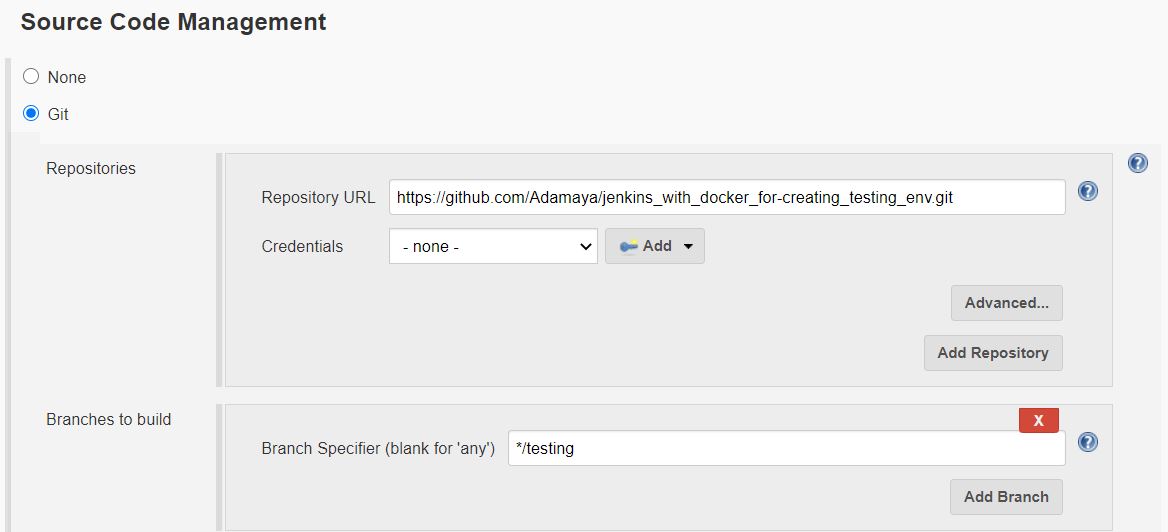 Source Code Management
None
Git
Repositories
?
Repository URL https://github.com/Adamaya/jenkins_with_docker_for-creating_testing_env.git ?
Credentials - none - Add
Advanced...
Add Repository
Branches to build
X
Branch Specifier (blank for 'any') */testing ?
Add Branch